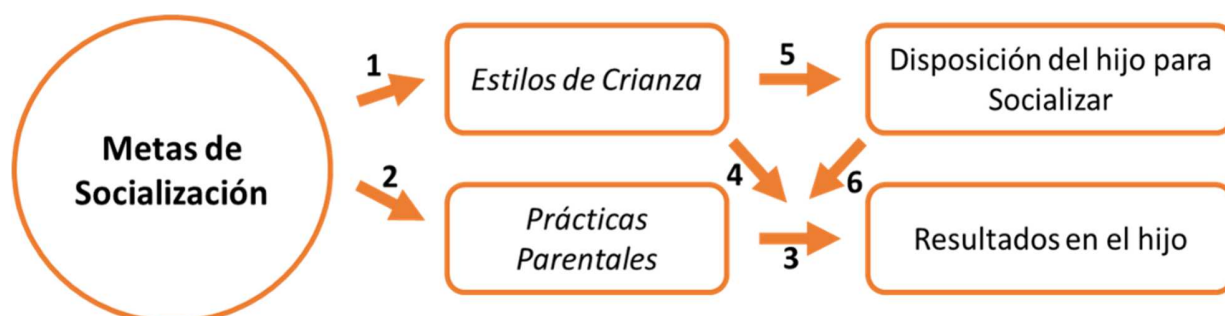 Metas de
Socialización
1
2
Estilos de Crianza
Prácticas
Parentales
5
4
6
3
Disposición del hijo para
Socializar
Resultados en el hijo